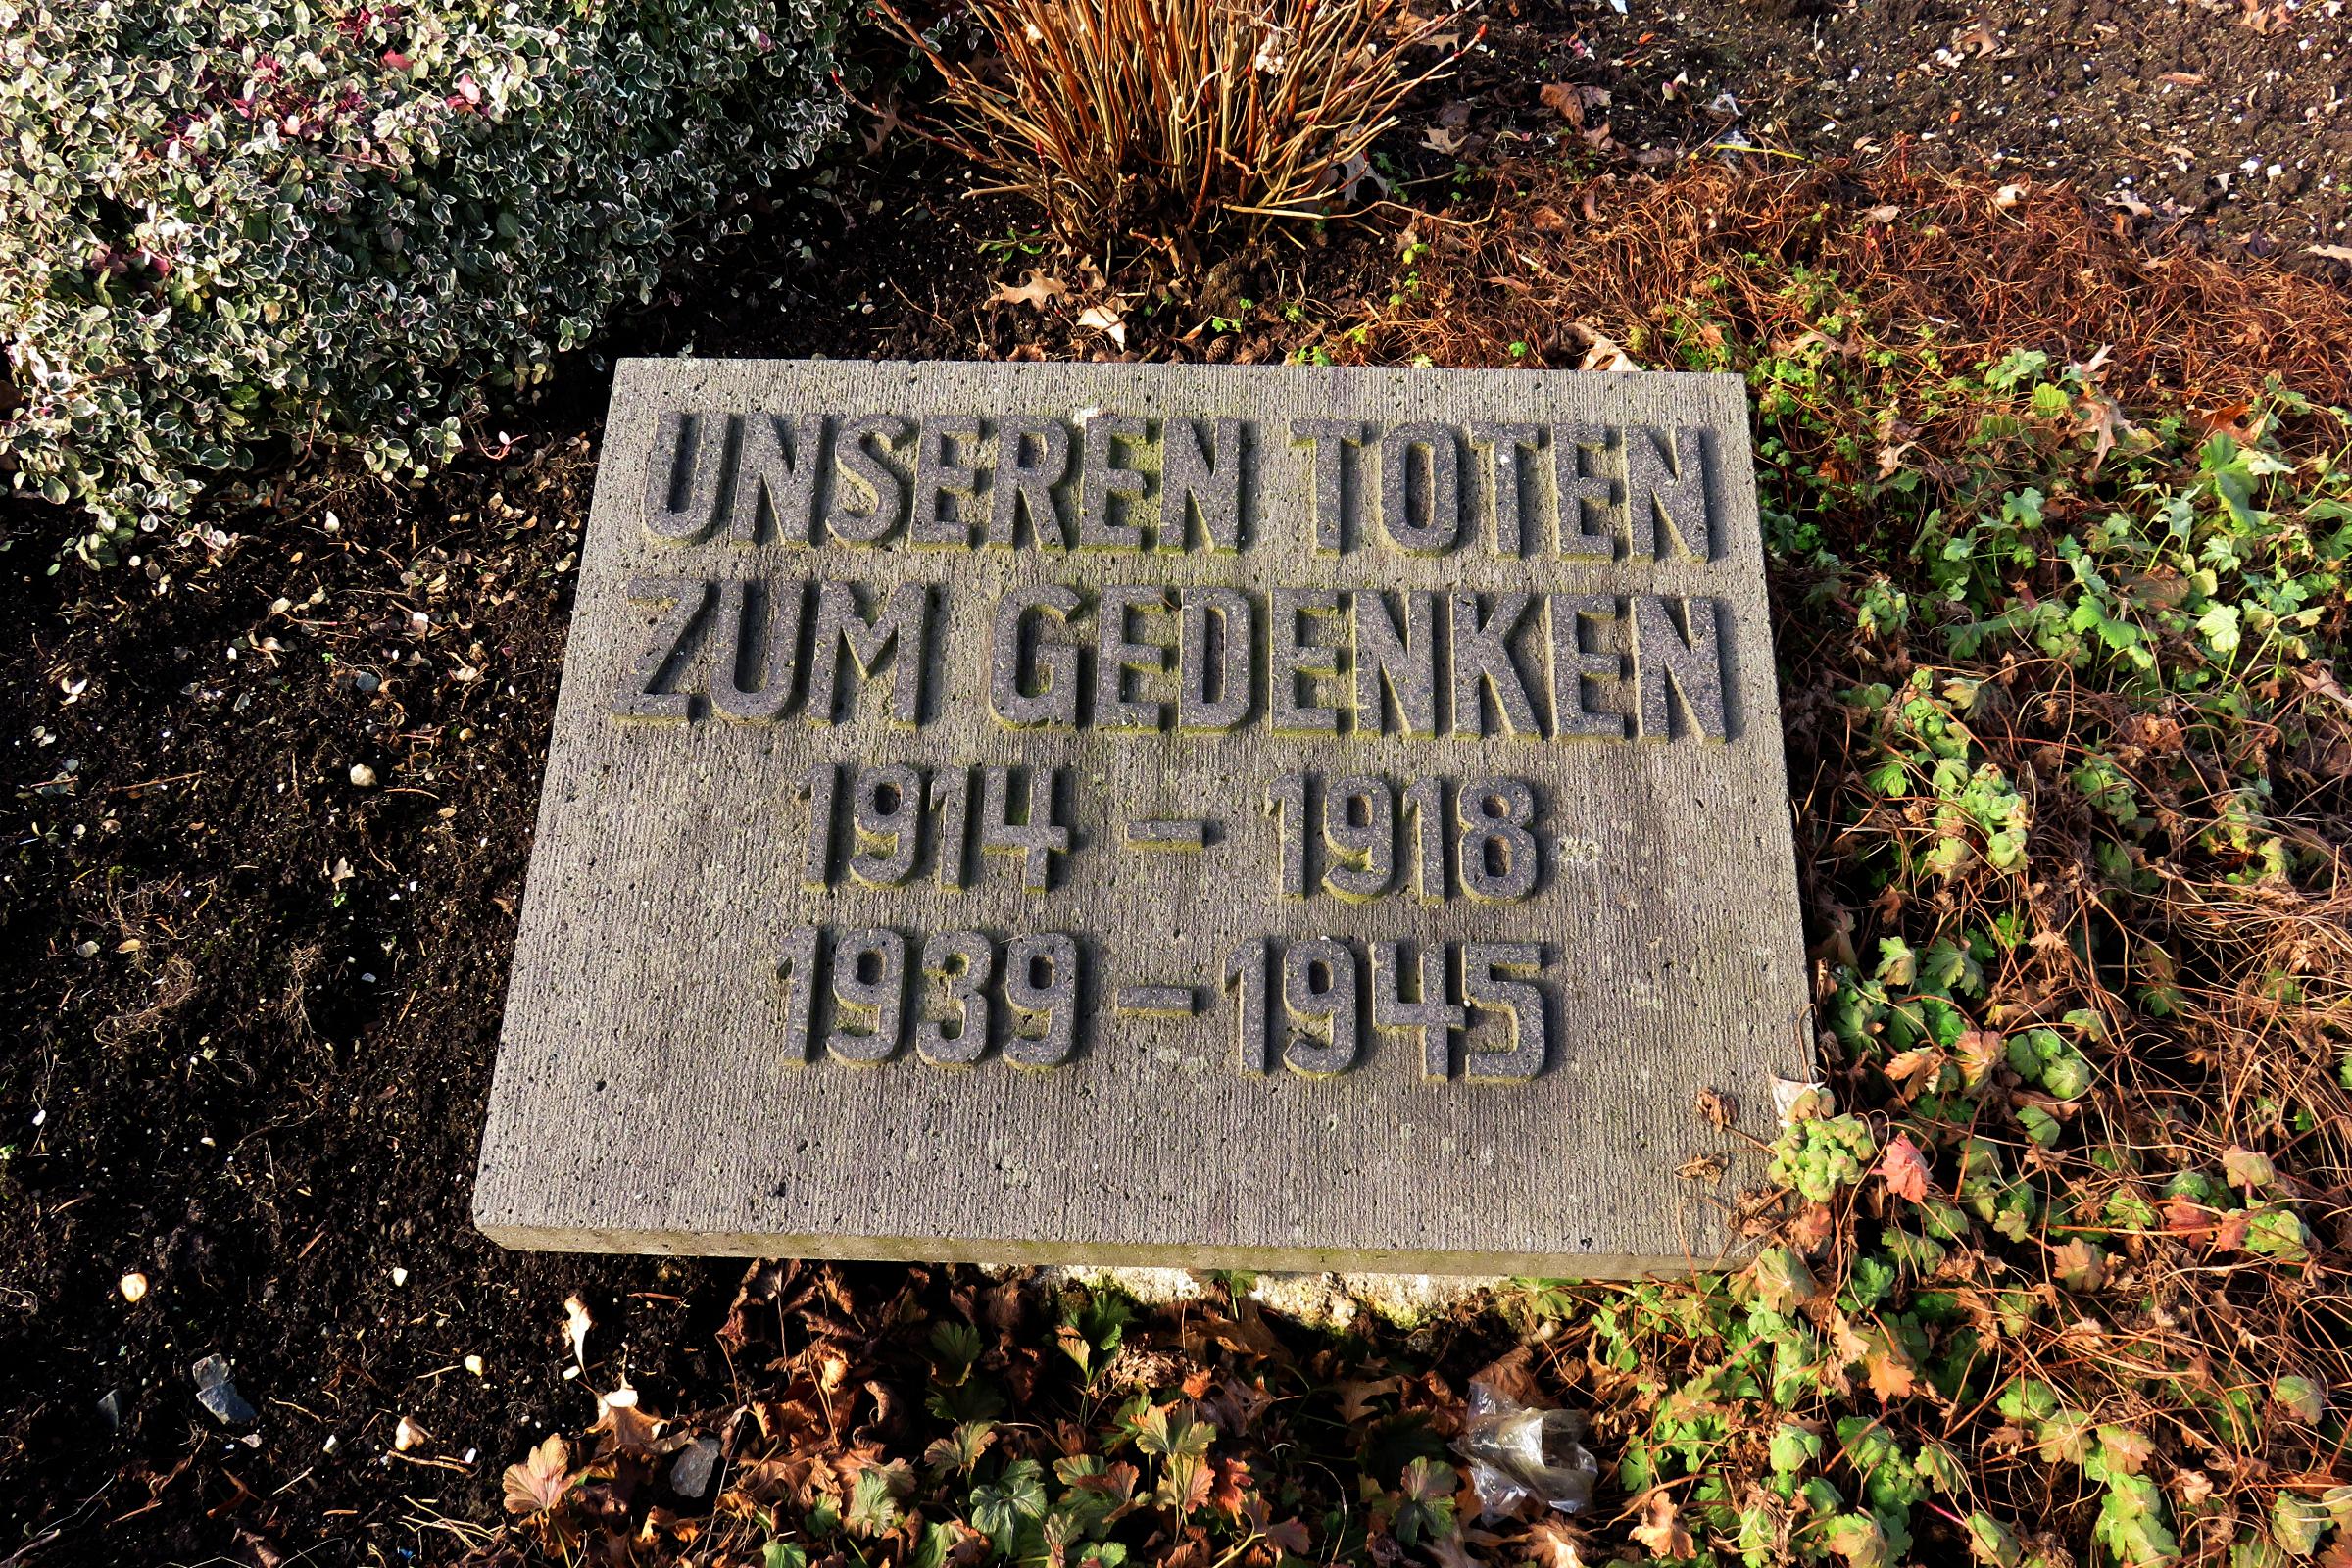 UNSEREN TOTEN
ZUM GEDENKEN
1914 – 1918
1939 – 1945